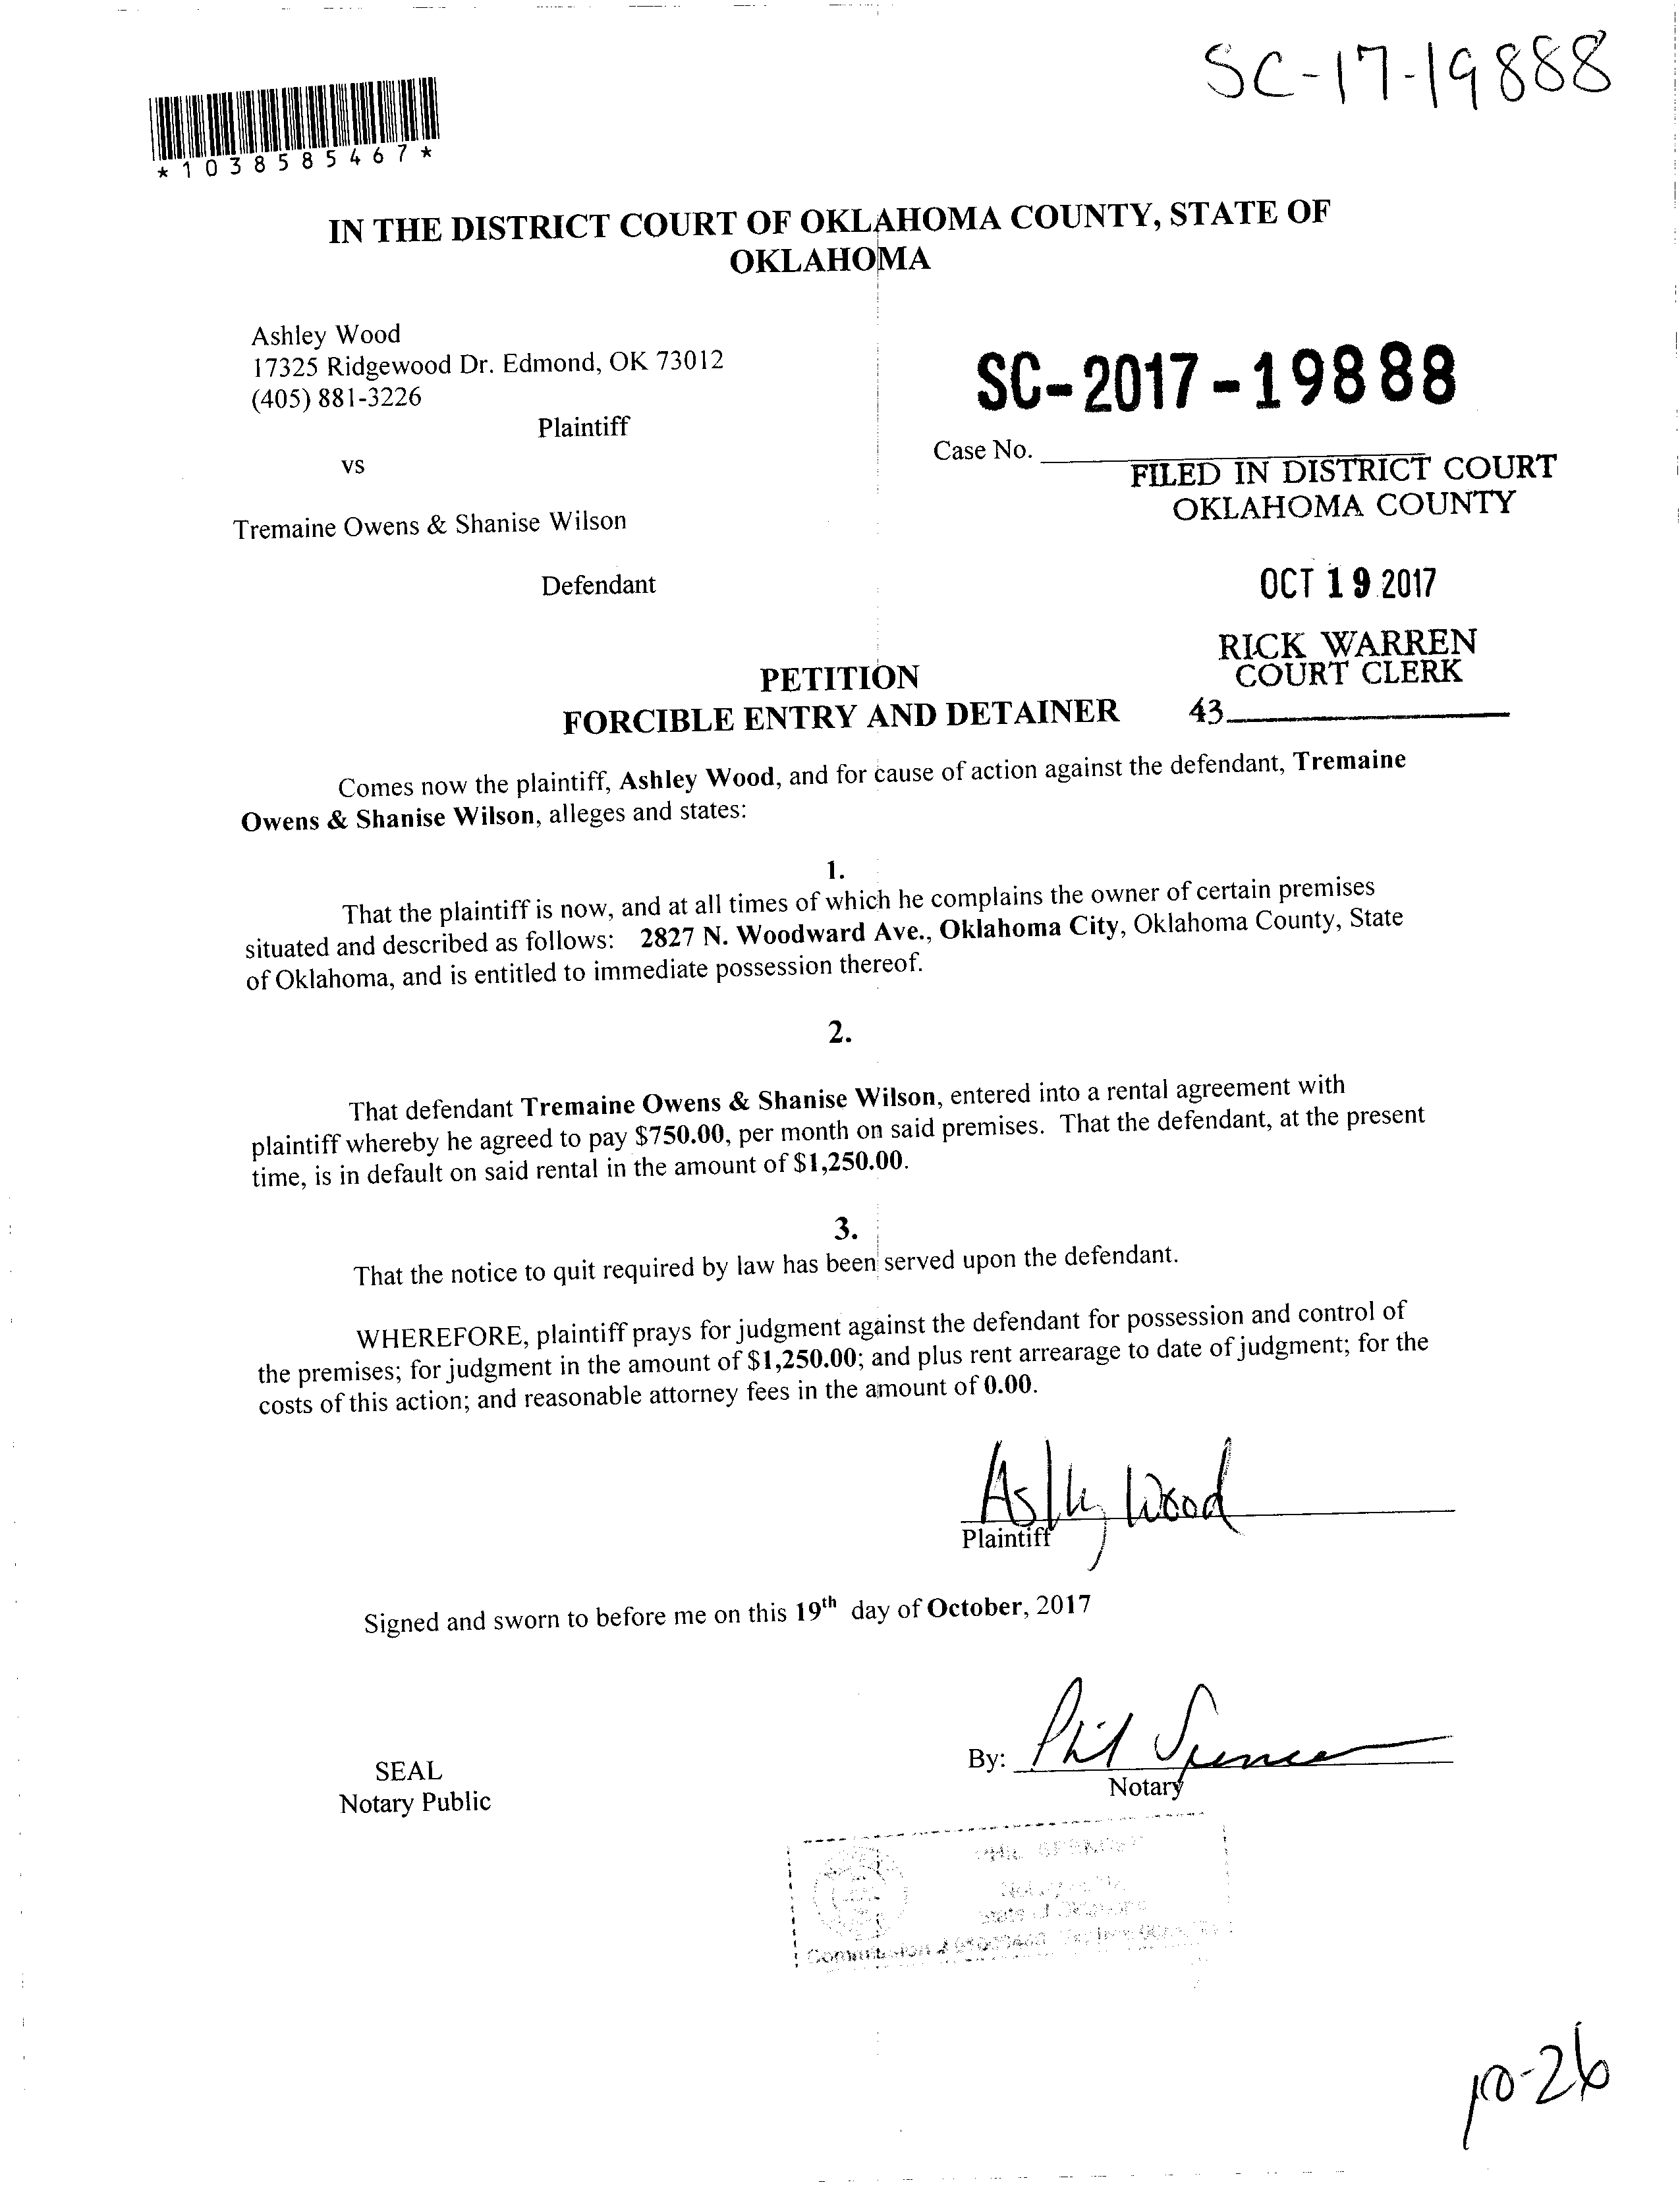 SC-17-19888
*1038585467*
IN THE DISTRICT COURT OF OKLAHOMA COUNTY, STATE OF
OKLAHOMA
Ashley Wood
17325 Ridgewood Dr. Edmond, OK 73012
(405) 881-3226
Plaintiff
vs
Tremaine Owens & Shanise Wilson
Defendant
SC-2017-19888
Case No.
FILED IN DISTRICT COURT
OKLAHOMA COUNTY
OCT 19 2017
RICK WARREN
COURT CLERK
43
PETITION
FORCIBLE ENTRY AND DETAINER
Comes now the plaintiff, Ashley Wood, and for cause of action against the defendant, Tremaine
Owens & Shanise Wilson, alleges and states:
1.
That the plaintiff is now, and at all times of which he complains the owner of certain premises
situated and described as follows: 2827 N. Woodward Ave., Oklahoma City, Oklahoma County, State
of Oklahoma, and is entitled to immediate possession thereof.
2.
That defendant Tremaine Owens & Shanise Wilson, entered into a rental agreement with
plaintiff whereby he agreed to pay $750.00, per month on said premises. That the defendant, at the present
time, is in default on said rental in the amount of $1,250.00.
3.
That the notice to quit required by law has been served upon the defendant.
WHEREFORE, plaintiff prays for judgment against the defendant for possession and control of
the premises; for judgment in the amount of $1,250.00; and plus rent arrearage to date of judgment; for the
costs of this action; and reasonable attorney fees in the amount of 0.00.
Ashley Wood
Plaintiff
Signed and sworn to before me on this 19th day of October, 2017
By: Phil Spencer
Notary
SEAL
Notary Public
Commission
10-26